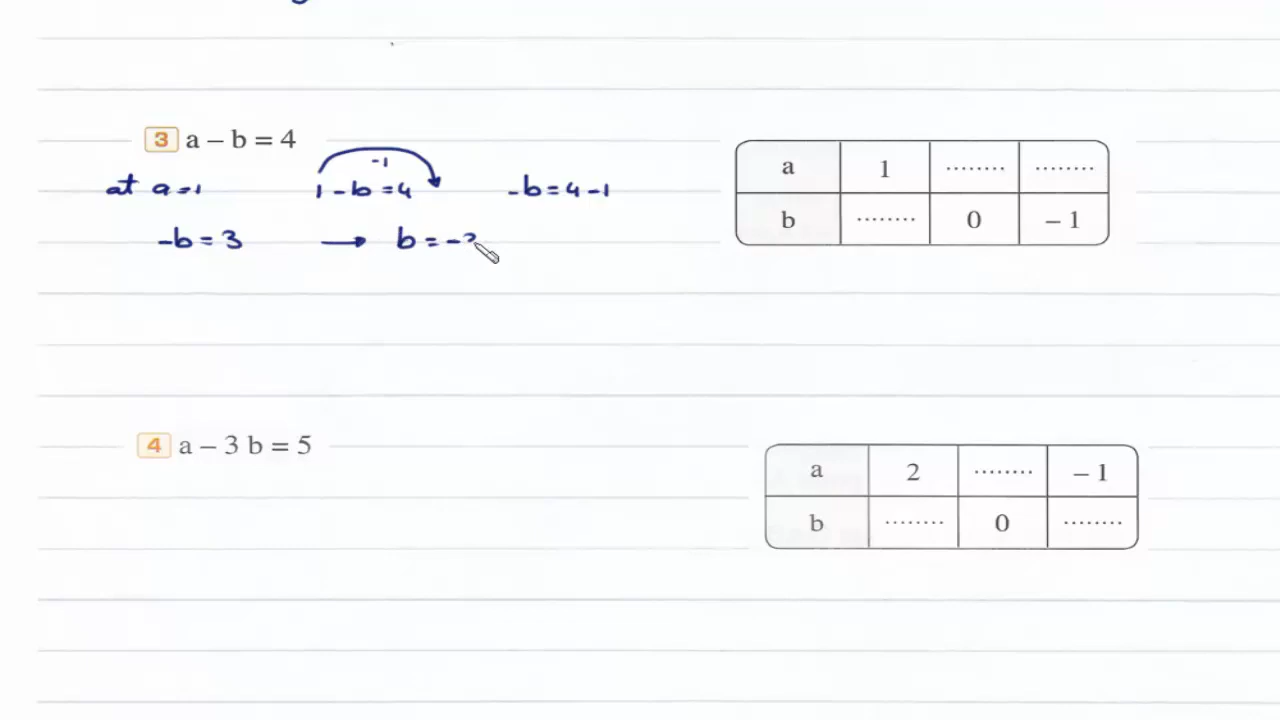 3 a – b = 4
at a=1 1 -b = 4 -1 -b = 4 -1
-b = 3 → b = -3
a 1 ........ ........
b ........ 0 – 1
4 a – 3 b = 5
a 2 ........ – 1
b ........ 0 ........